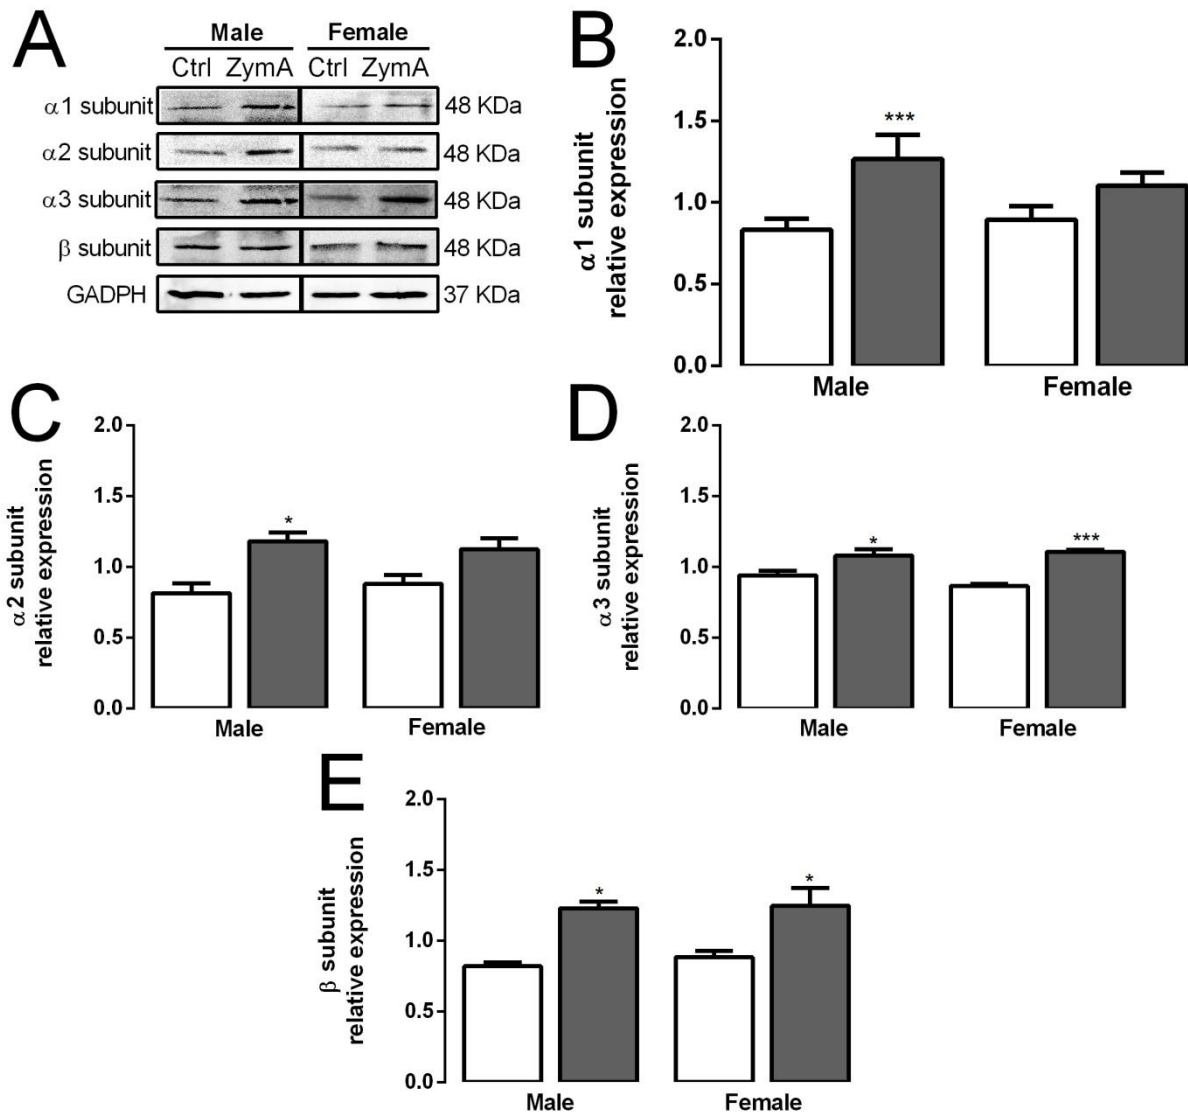 A
Male Female
Ctrl ZymA Ctrl ZymA
α1 subunit 48 KDa
α2 subunit 48 KDa
α3 subunit 48 KDa
β subunit 48 KDa
GADPH 37 KDa
B
α1 subunit
relative expression
2.0
1.5
1.0
0.5
0.0
***
Male Female
C
α2 subunit
relative expression
2.0
1.5
1.0
0.5
0.0
*
Male Female
D
α3 subunit
relative expression
2.0
1.5
1.0
0.5
0.0
* ***
Male Female
E
β subunit
relative expression
2.0
1.5
1.0
0.5
0.0
* *
Male Female